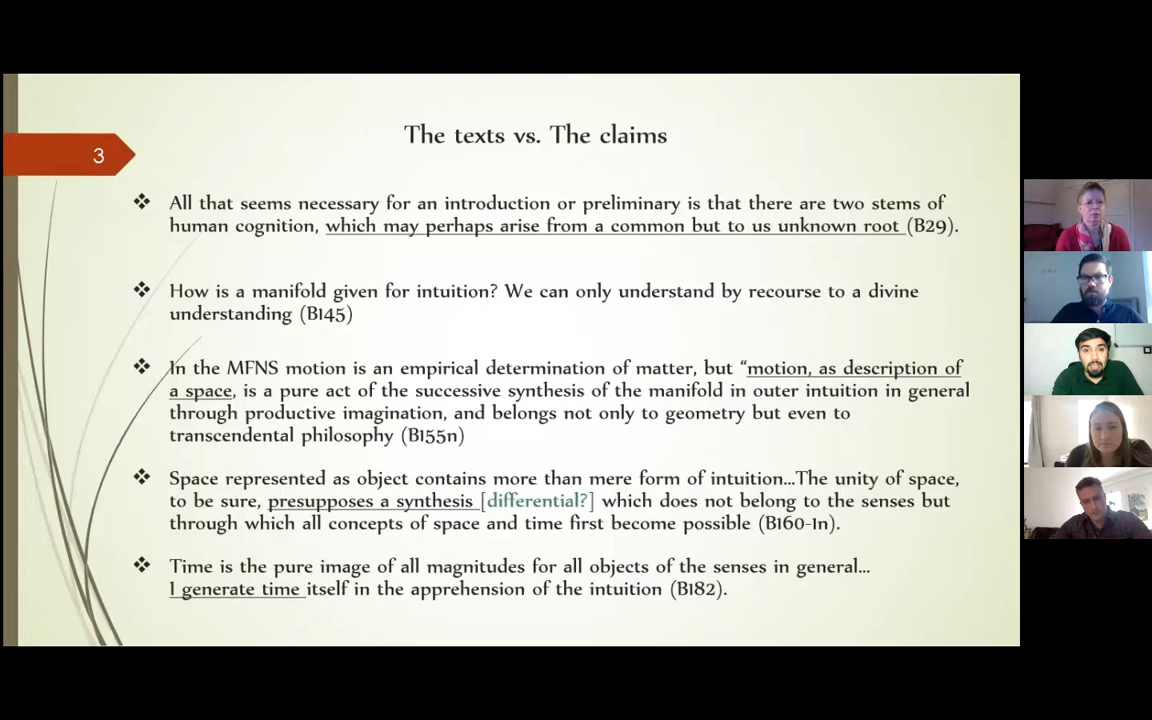 The texts vs. The claims
3
❖ All that seems necessary for an introduction or preliminary is that there are two stems of
human cognition, which may perhaps arise from a common but to us unknown root (B29).
❖ How is a manifold given for intuition? We can only understand by recourse to a divine
understanding (B145)
❖ In the MFNS motion is an empirical determination of matter, but “motion, as description of
a space, is a pure act of the successive synthesis of the manifold in outer intuition in general
through productive imagination, and belongs not only to geometry but even to
transcendental philosophy (B155n)
❖ Space represented as object contains more than mere form of intuition...The unity of space,
to be sure, presupposes a synthesis [differential?] which does not belong to the senses but
through which all concepts of space and time first become possible (B160-1n).
❖ Time is the pure image of all magnitudes for all objects of the senses in general...
I generate time itself in the apprehension of the intuition (B182).